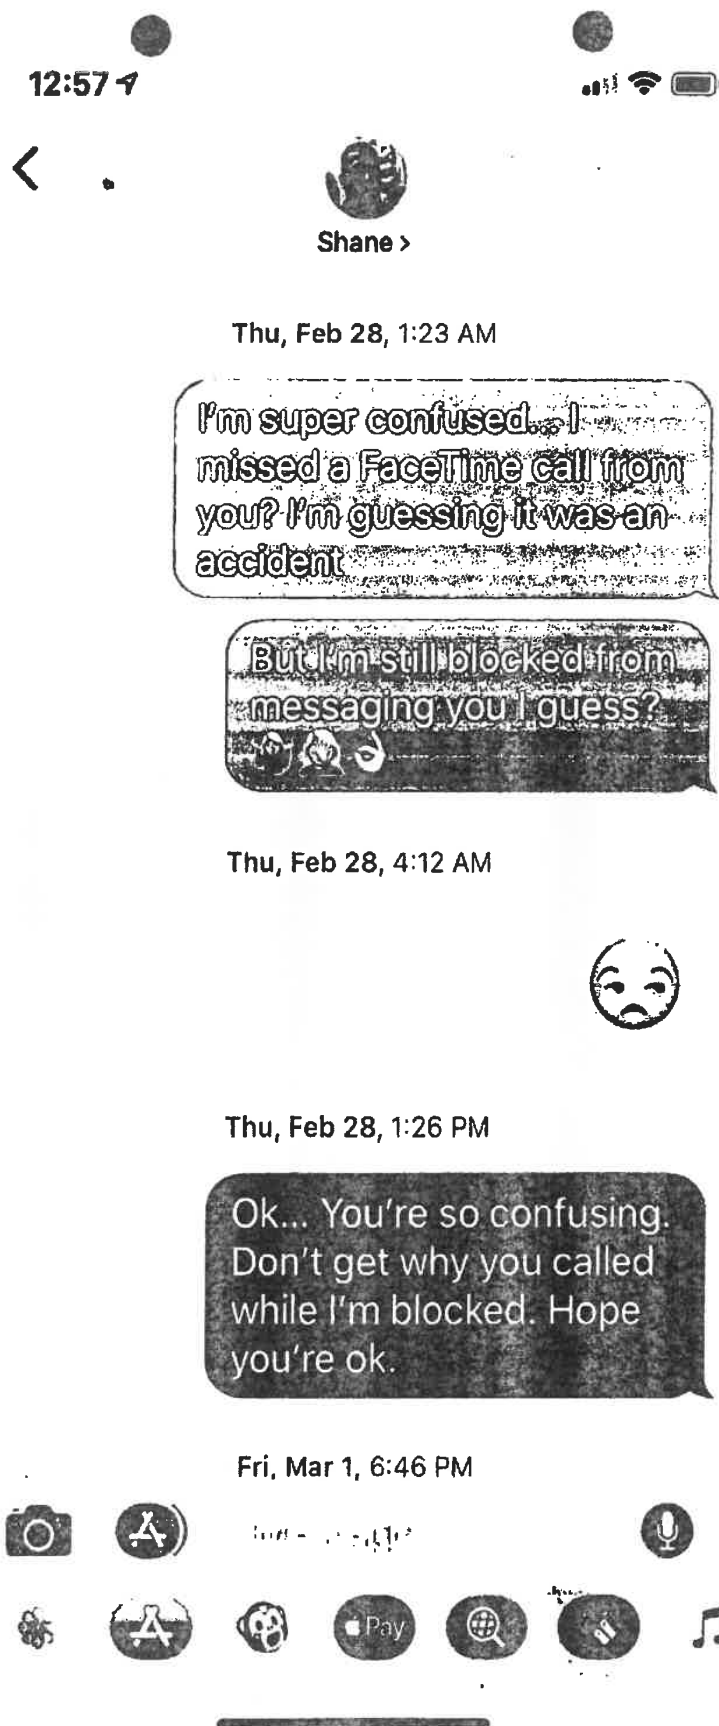 12:57
Shane >
Thu, Feb 28, 1:23 AM
I'm super confused... I
missed a FaceTime call from
you? I'm guessing it was an
accident
But I'm still blocked from
messaging you I guess?
Thu, Feb 28, 4:12 AM
Thu, Feb 28, 1:26 PM
Ok... You're so confusing.
Don't get why you called
while I'm blocked. Hope
you're ok.
Fri, Mar 1, 6:46 PM
Pay